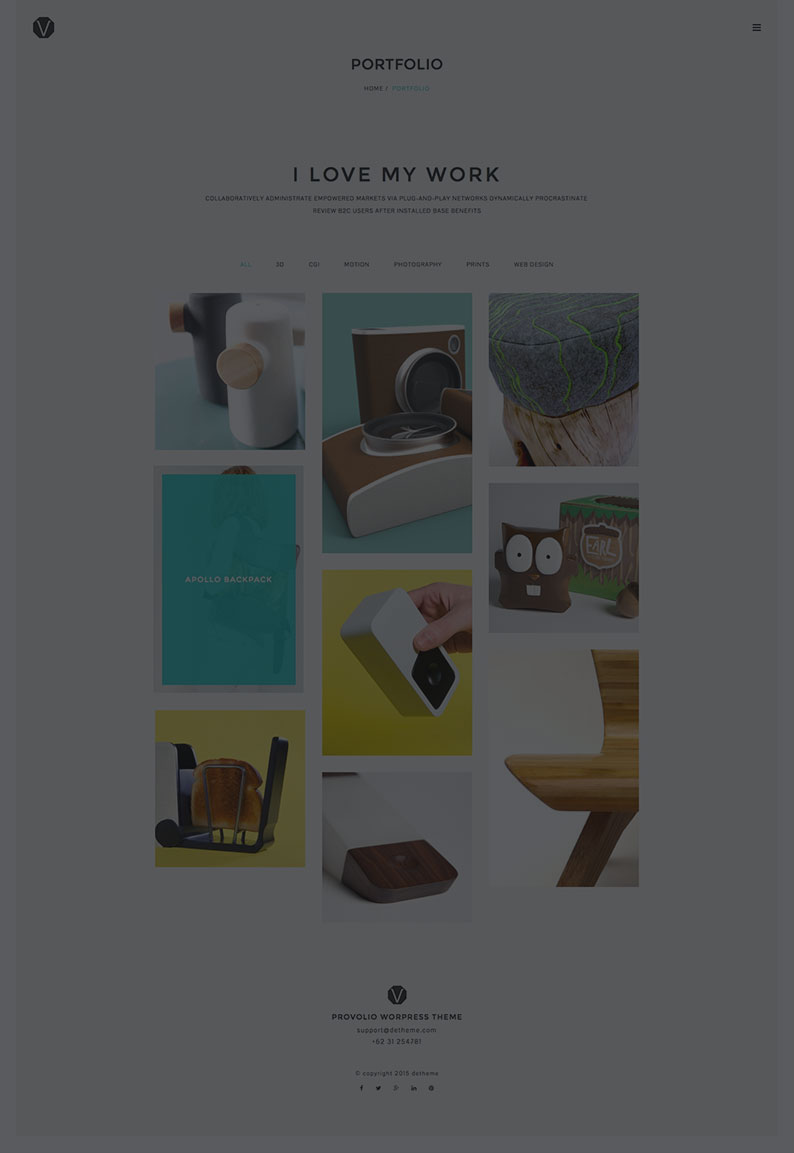 V
PORTFOLIO
HOME / PORTFOLIO
I LOVE MY WORK
COLLABORATIVELY ADMINISTRATE EMPOWERED MARKETS VIA PLUG-AND-PLAY NETWORKS DYNAMICALLY PROCRASTINATE
REVIEW B2C USERS AFTER INSTALLED BASE BENEFITS
ALL 3D CGI MOTION PHOTOGRAPHY PRINTS WEB DESIGN
EARL
APOLLO BACKPACK
V
PROVOLIO WORPRESS THEME
support@detheme.com
+62 31 254781
© copyright 2015 detheme